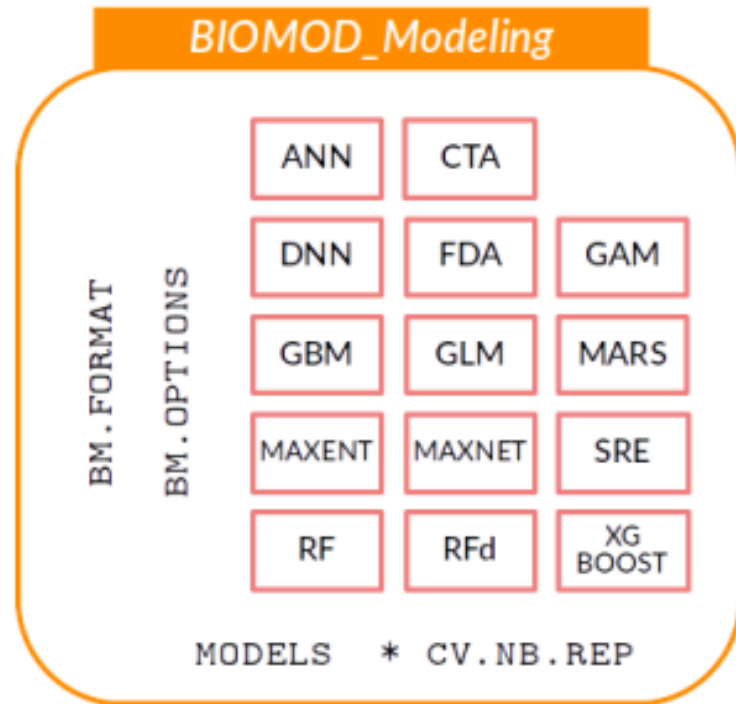 BIOMOD_Modeling
ANN CTA
DNN FDA GAM
GBM GLM MARS
MAXENT MAXNET SRE
RF RFd XG
BOOST
BM.FORMAT
BM.OPTIONS
MODELS * CV.NB.REP